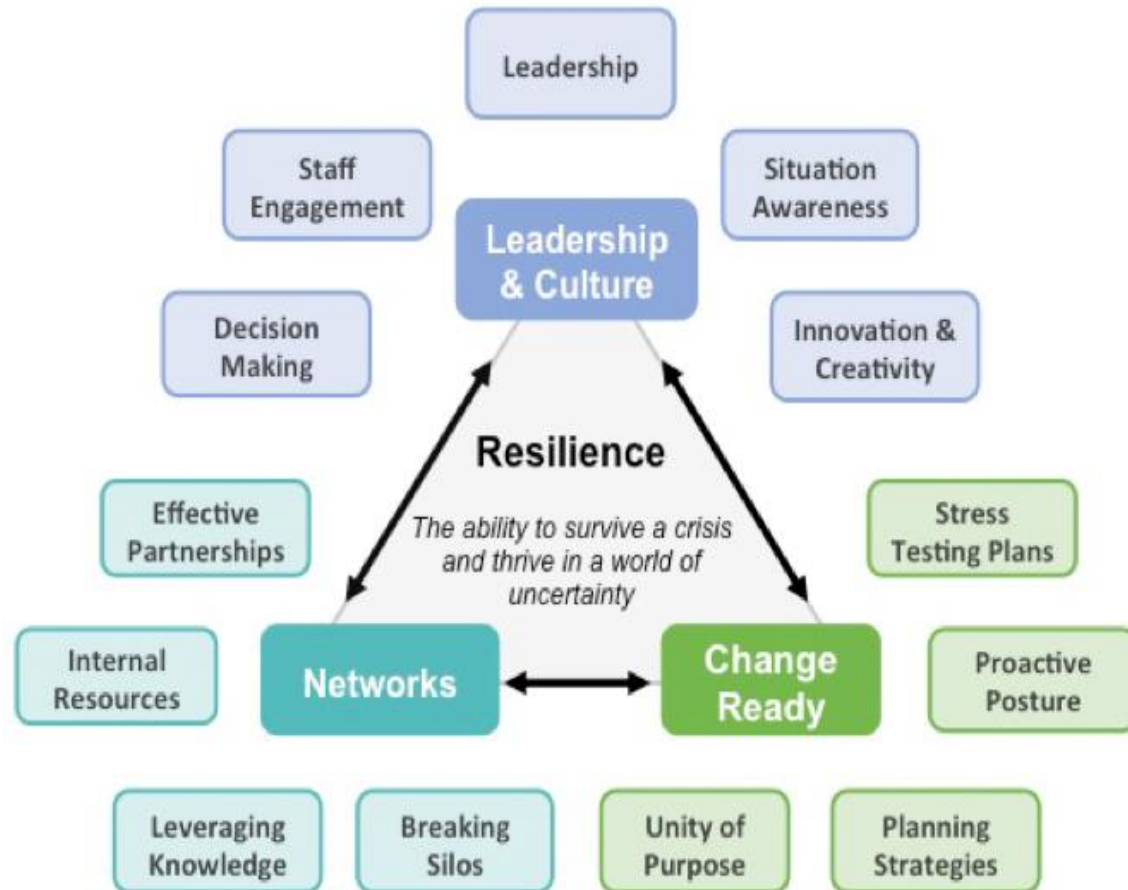 Leadership
Staff
Engagement
Situation
Awareness
Leadership
& Culture
Decision
Making
Innovation &
Creativity
Resilience
The ability to survive a crisis
and thrive in a world of
uncertainty
Effective
Partnerships
Stress
Testing Plans
Internal
Resources
Networks
Change
Ready
Proactive
Posture
Leveraging
Knowledge
Breaking
Silos
Unity of
Purpose
Planning
Strategies